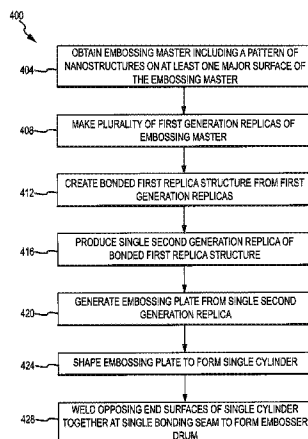 400
OBTAIN EMBOSSING MASTER INCLUDING A PATTERN OF
NANOSTRUCTURES ON AT LEAST ONE MAJOR SURFACE OF
THE EMBOSSING MASTER
404
MAKE PLURALITY OF FIRST GENERATION REPLICAS OF
EMBOSSING MASTER
408
CREATE BONDED FIRST REPLICA STRUCTURE FROM FIRST
GENERATION REPLICAS
412
PRODUCE SINGLE SECOND GENERATION REPLICA OF
BONDED FIRST REPLICA STRUCTURE
416
GENERATE EMBOSSING PLATE FROM SINGLE SECOND
GENERATION REPLICA
420
SHAPE EMBOSSING PLATE TO FORM SINGLE CYLINDER
424
WELD OPPOSING END SURFACES OF SINGLE CYLINDER
TOGETHER AT SINGLE BONDING SEAM TO FORM EMBOSSER
DRUM
428